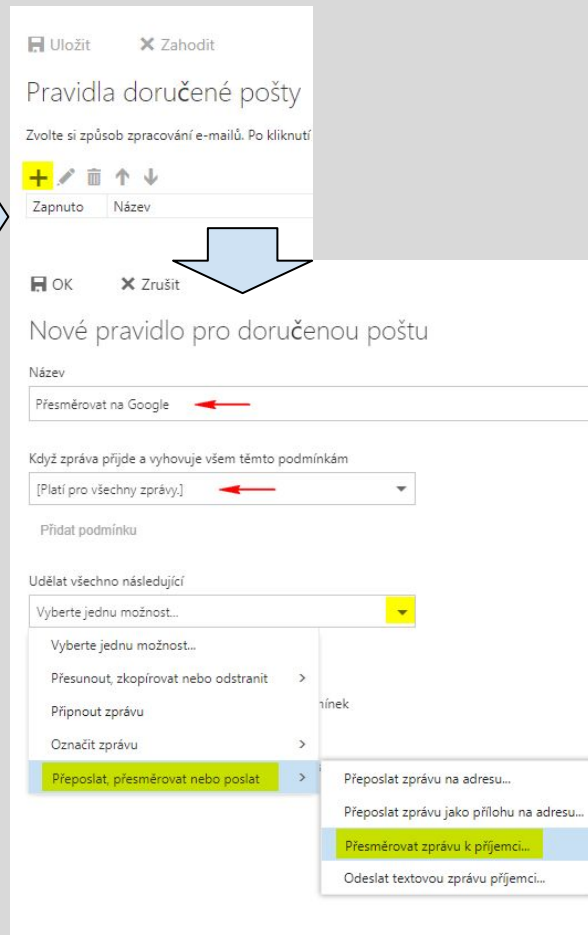 Uložit Zahodit
Pravidla doručené pošty
Zvolte si způsob zpracování e-mailů. Po kliknutí
Zapnuto Název
OK Zrušit
Nové pravidlo pro doručenou poštu
Název
Přesměrovat na Google
Když zpráva přijde a vyhovuje všem těmto podmínkám
[Platí pro všechny zprávy.]
Přidat podmínku
Udělat všechno následující
Vyberte jednu možnost...
Vyberte jednu možnost...
Přesunout, zkopírovat nebo odstranit
Připnout zprávu
Označit zprávu
Přeposlat, přesměrovat nebo poslat
Přeposlat zprávu na adresu...
Přeposlat zprávu jako přílohu na adresu...
Přesměrovat zprávu k příjemci...
Odeslat textovou zprávu příjemci...